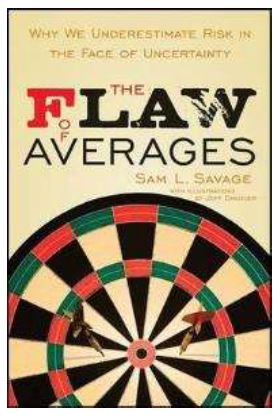 WHY WE UNDERESTIMATE RISK IN
THE FACE OF UNCERTAINTY
THE
FLAW
OF
AVERAGES
SAM L. SAVAGE
WITH ILLUSTRATIONS
BY JEFF DANZIGER